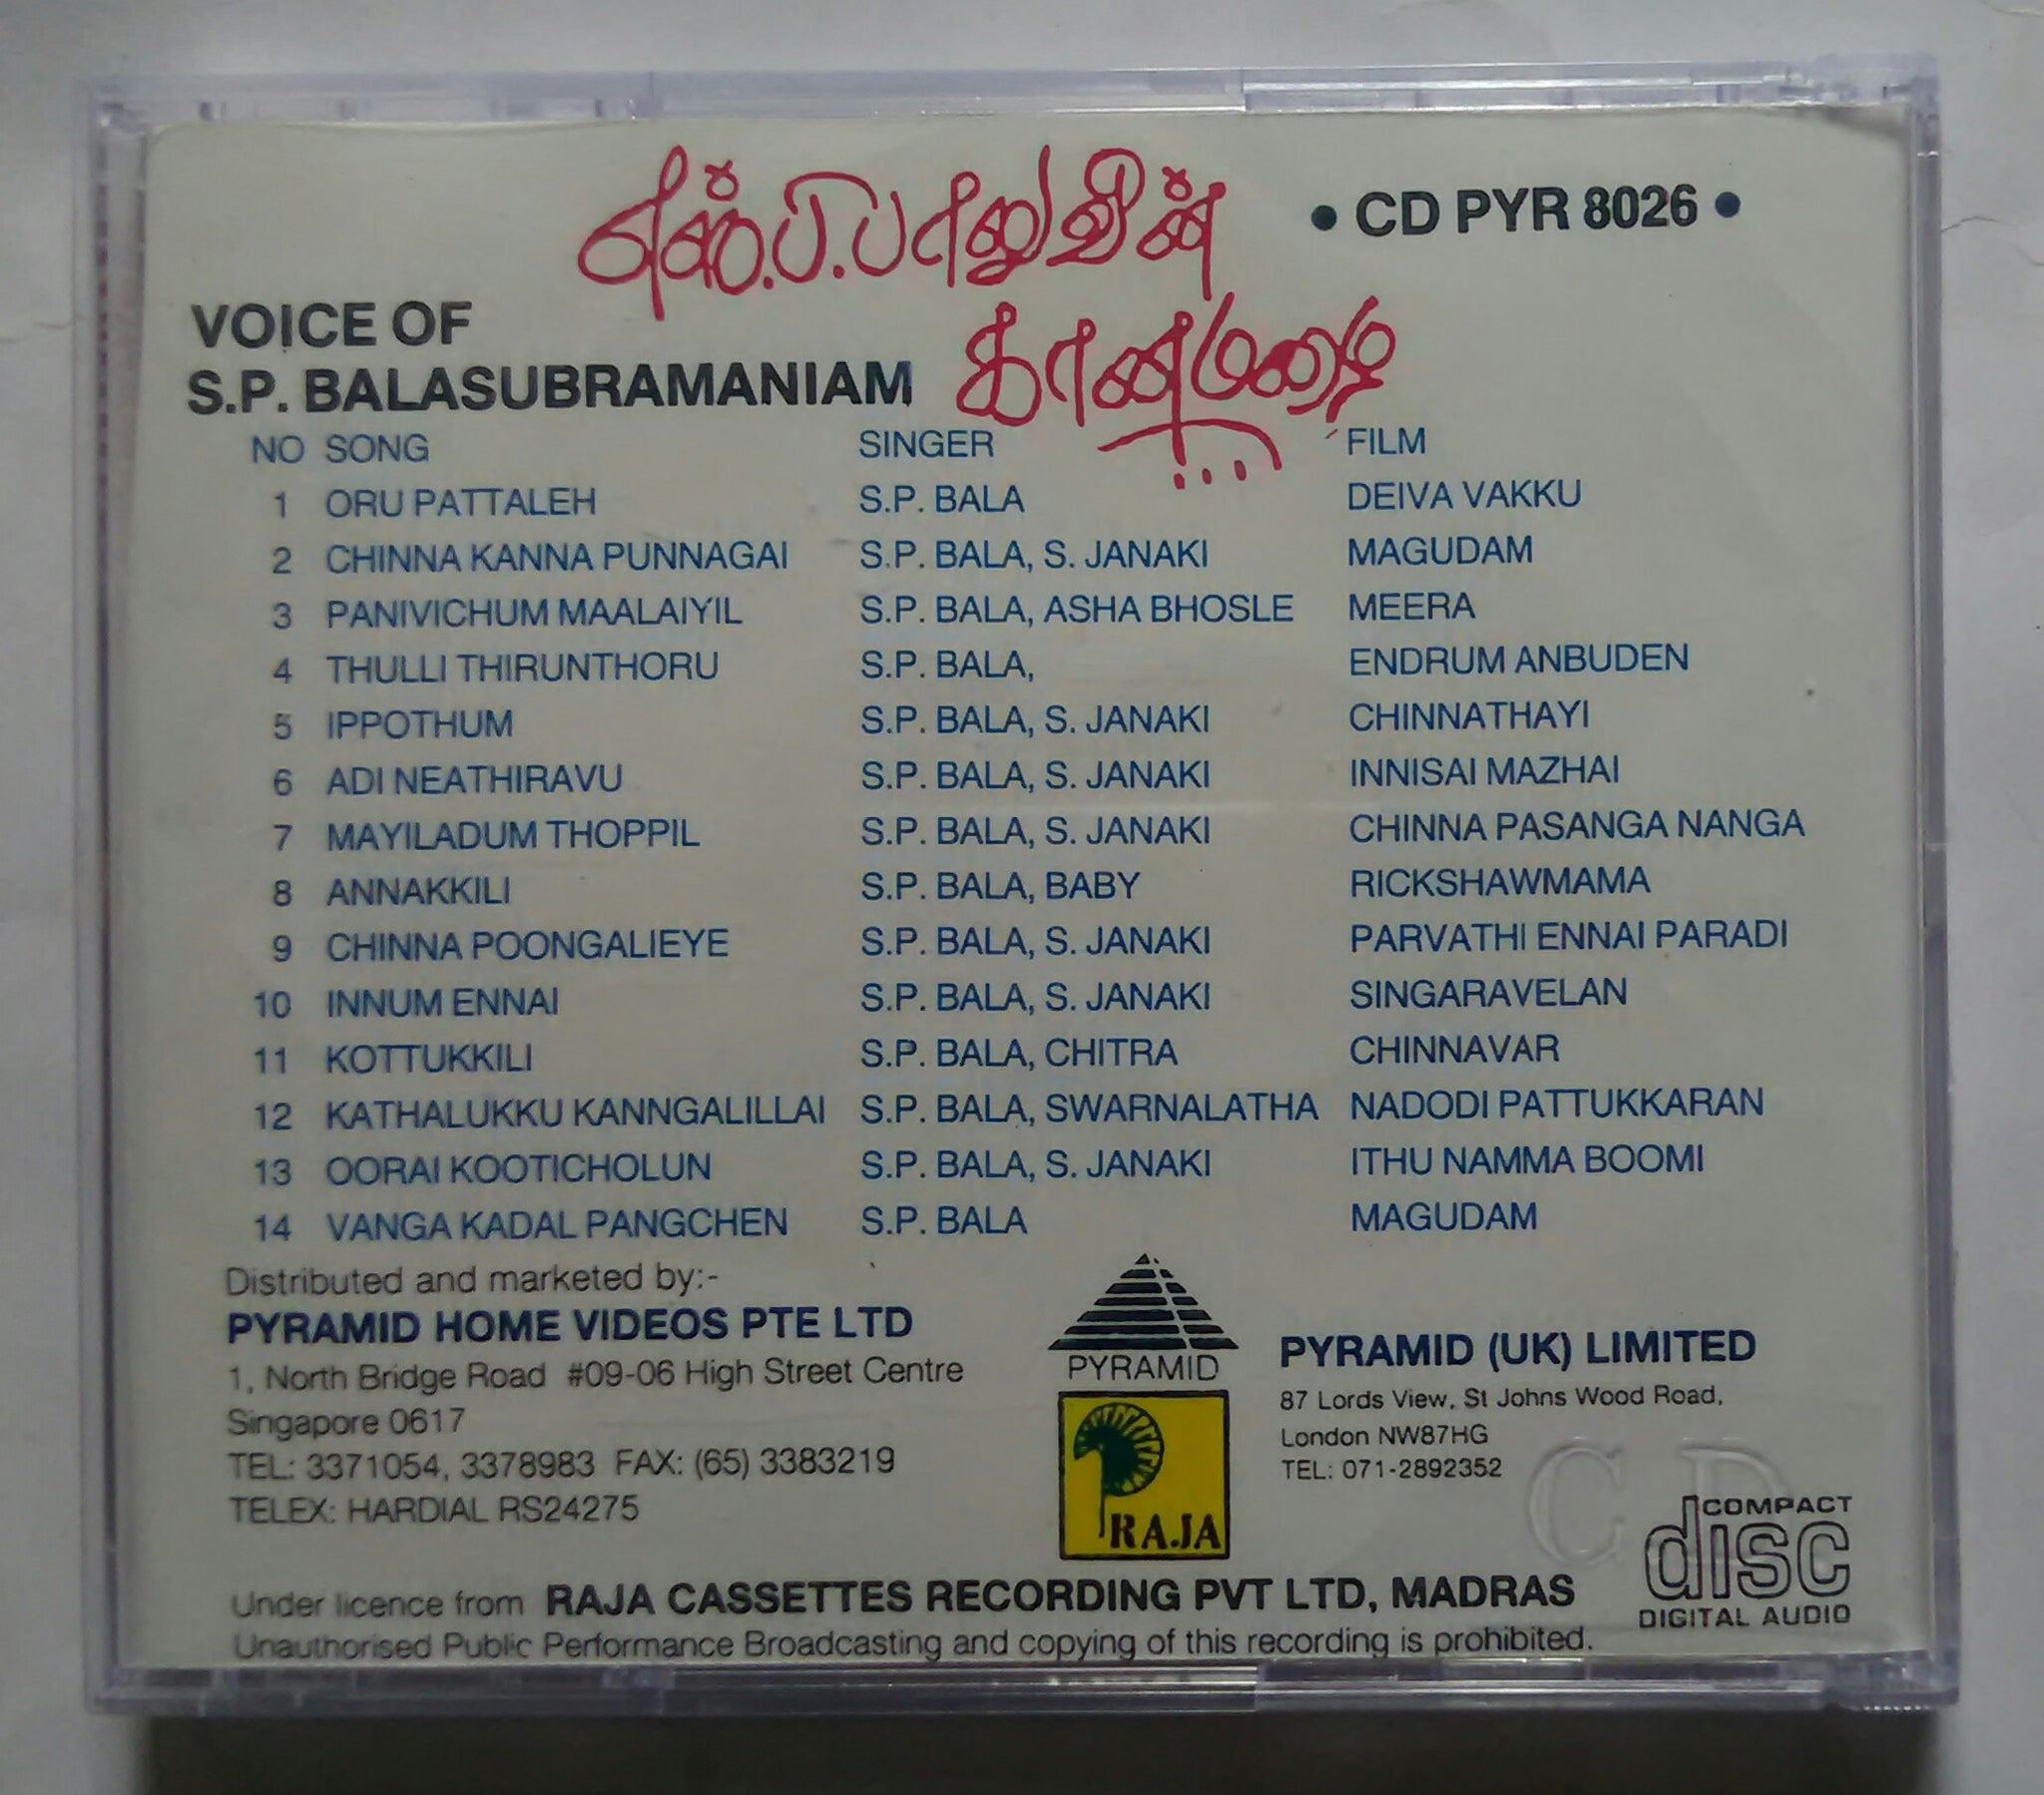 எஸ்.பி.பாலுவின்
• CD PYR 8026 •
கானமழை...
VOICE OF
S.P. BALASUBRAMANIAM
NO SONG SINGER FILM
1 ORU PATTALEH S.P. BALA DEIVA VAKKU
2 CHINNA KANNA PUNNAGAI S.P. BALA, S. JANAKI MAGUDAM
3 PANIVICHUM MAALAIYIL S.P. BALA, ASHA BHOSLE MEERA
4 THULLI THIRUNTHORU S.P. BALA, ENDRUM ANBUDEN
5 IPPOTHUM S.P. BALA, S. JANAKI CHINNATHAYI
6 ADI NEATHIRAVU S.P. BALA, S. JANAKI INNISAI MAZHAI
7 MAYILADUM THOPPIL S.P. BALA, S. JANAKI CHINNA PASANGA NANGA
8 ANNAKKILI S.P. BALA, BABY RICKSHAWMAMA
9 CHINNA POONGALIEYE S.P. BALA, S. JANAKI PARVATHI ENNAI PARADI
10 INNUM ENNAI S.P. BALA, S. JANAKI SINGARAVELAN
11 KOTTUKKILI S.P. BALA, CHITRA CHINNAVAR
12 KATHALUKKU KANNGALILLAI S.P. BALA, SWARNALATHA NADODI PATTUKKARAN
13 OORAI KOOTICHOLUN S.P. BALA, S. JANAKI ITHU NAMMA BOOMI
14 VANGA KADAL PANGCHEN S.P. BALA MAGUDAM
Distributed and marketed by:-
PYRAMID HOME VIDEOS PTE LTD
1, North Bridge Road #09-06 High Street Centre
Singapore 0617
TEL: 3371054, 3378983 FAX: (65) 3383219
TELEX: HARDIAL RS24275
PYRAMID
RAJA
PYRAMID (UK) LIMITED
87 Lords View, St Johns Wood Road,
London NW87HG
TEL: 071-2892352
CD
COMPACT
disc
DIGITAL AUDIO
Under licence from RAJA CASSETTES RECORDING PVT LTD, MADRAS
Unauthorised Public Performance Broadcasting and copying of this recording is prohibited.